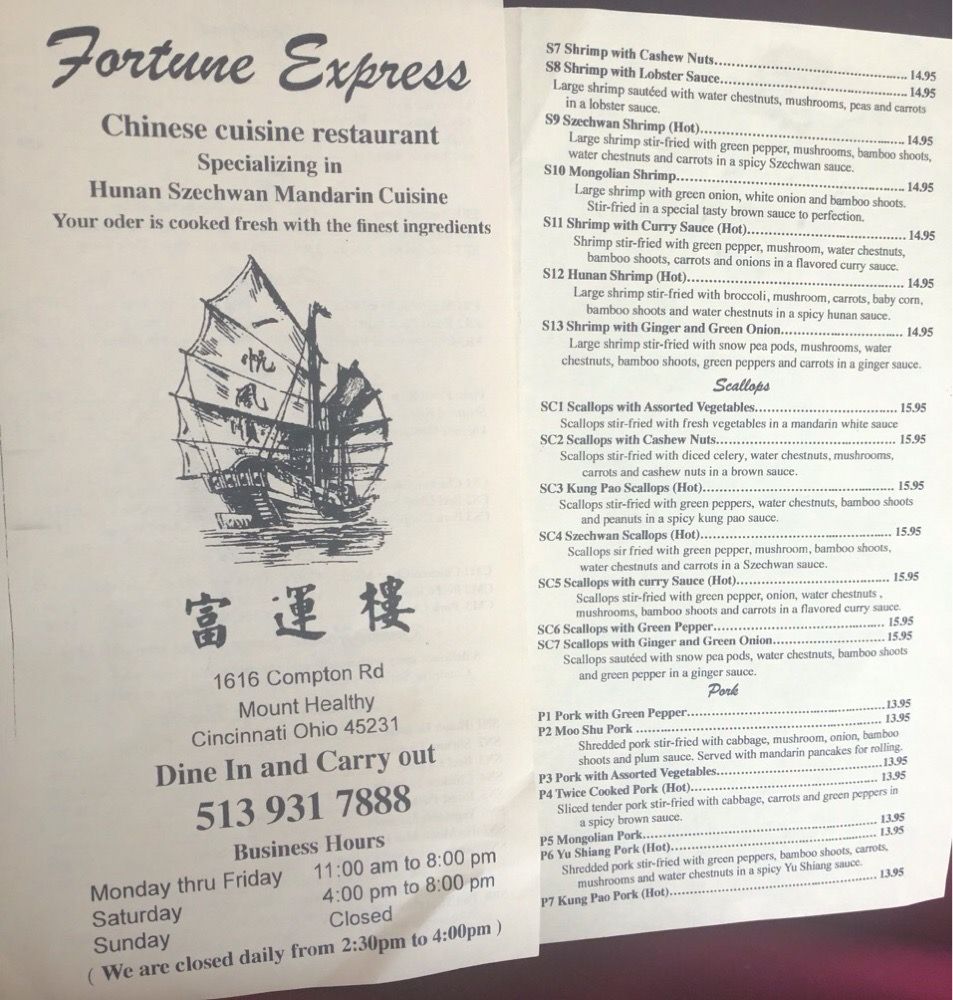 Fortune Express
Chinese cuisine restaurant
Specializing in
Hunan Szechwan Mandarin Cuisine
Your oder is cooked fresh with the finest ingredients
一
帆
風
順
富 運 樓
1616 Compton Rd
Mount Healthy
Cincinnati Ohio 45231
Dine In and Carry out
513 931 7888
Business Hours
Monday thru Friday 11:00 am to 8:00 pm
Saturday 4:00 pm to 8:00 pm
Sunday Closed
( We are closed daily from 2:30pm to 4:00pm )
S7 Shrimp with Cashew Nuts.................... 14.95
S8 Shrimp with Lobster Sauce.................... 14.95
Large shrimp sautéed with water chestnuts, mushrooms, peas and carrots
in a lobster sauce.
S9 Szechwan Shrimp (Hot).................... 14.95
Large shrimp stir-fried with green pepper, mushrooms, bamboo shoots,
water chestnuts and carrots in a spicy Szechwan sauce.
S10 Mongolian Shrimp.................... 14.95
Large shrimp with green onion, white onion and bamboo shoots.
Stir-fried in a special tasty brown sauce to perfection.
S11 Shrimp with Curry Sauce (Hot).................... 14.95
Shrimp stir-fried with green pepper, mushroom, water chestnuts,
bamboo shoots, carrots and onions in a flavored curry sauce.
S12 Hunan Shrimp (Hot).................... 14.95
Large shrimp stir-fried with broccoli, mushroom, carrots, baby corn,
bamboo shoots and water chestnuts in a spicy hunan sauce.
S13 Shrimp with Ginger and Green Onion.................... 14.95
Large shrimp stir-fried with snow pea pods, mushrooms, water
chestnuts, bamboo shoots, green peppers and carrots in a ginger sauce.
Scallops
SC1 Scallops with Assorted Vegetables.................... 15.95
Scallops stir-fried with fresh vegetables in a mandarin white sauce
SC2 Scallops with Cashew Nuts.................... 15.95
Scallops stir-fried with diced celery, water chestnuts, mushrooms,
carrots and cashew nuts in a brown sauce.
SC3 Kung Pao Scallops (Hot).................... 15.95
Scallops stir-fried with green peppers, water chestnuts, bamboo shoots
and peanuts in a spicy kung pao sauce.
SC4 Szechwan Scallops (Hot).................... 15.95
Scallops sir fried with green pepper, mushroom, bamboo shoots,
water chestnuts and carrots in a Szechwan sauce.
SC5 Scallops with curry Sauce (Hot).................... 15.95
Scallops stir-fried with green pepper, onion, water chestnuts ,
mushrooms, bamboo shoots and carrots in a flavored curry sauce.
SC6 Scallops with Green Pepper.................... 15.95
SC7 Scallops with Ginger and Green Onion.................... 15.95
Scallops sautéed with snow pea pods, water chestnuts, bamboo shoots
and green pepper in a ginger sauce.
Pork
P1 Pork with Green Pepper.................... 13.95
P2 Moo Shu Pork .................... 13.95
Shredded pork stir-fried with cabbage, mushroom, onion, bamboo
shoots and plum sauce. Served with mandarin pancakes for rolling.
P3 Pork with Assorted Vegetables.................... 13.95
P4 Twice Cooked Pork (Hot).................... 13.95
Sliced tender pork stir-fried with cabbage, carrots and green peppers in
a spicy brown sauce.
P5 Mongolian Pork.................... 13.95
P6 Yu Shiang Pork (Hot).................... 13.95
Shredded pork stir-fried with green peppers, bamboo shoots, carrots,
mushrooms and water chestnuts in a spicy Yu Shiang sauce.
P7 Kung Pao Pork (Hot).................... 13.95